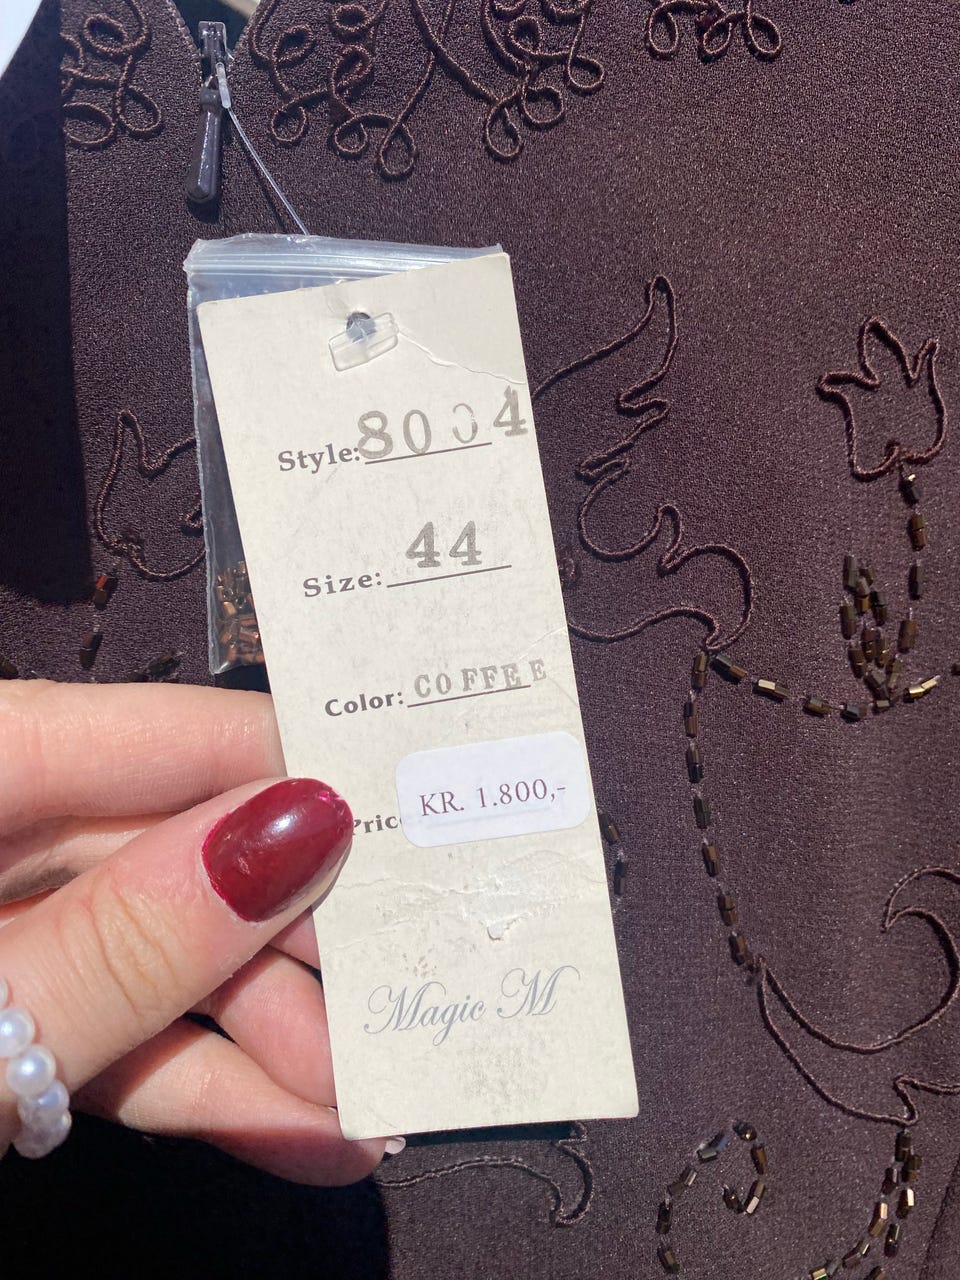 Style: 8004
Size: 44
Color: COFFEE
Price
KR. 1.800,-
Magic M